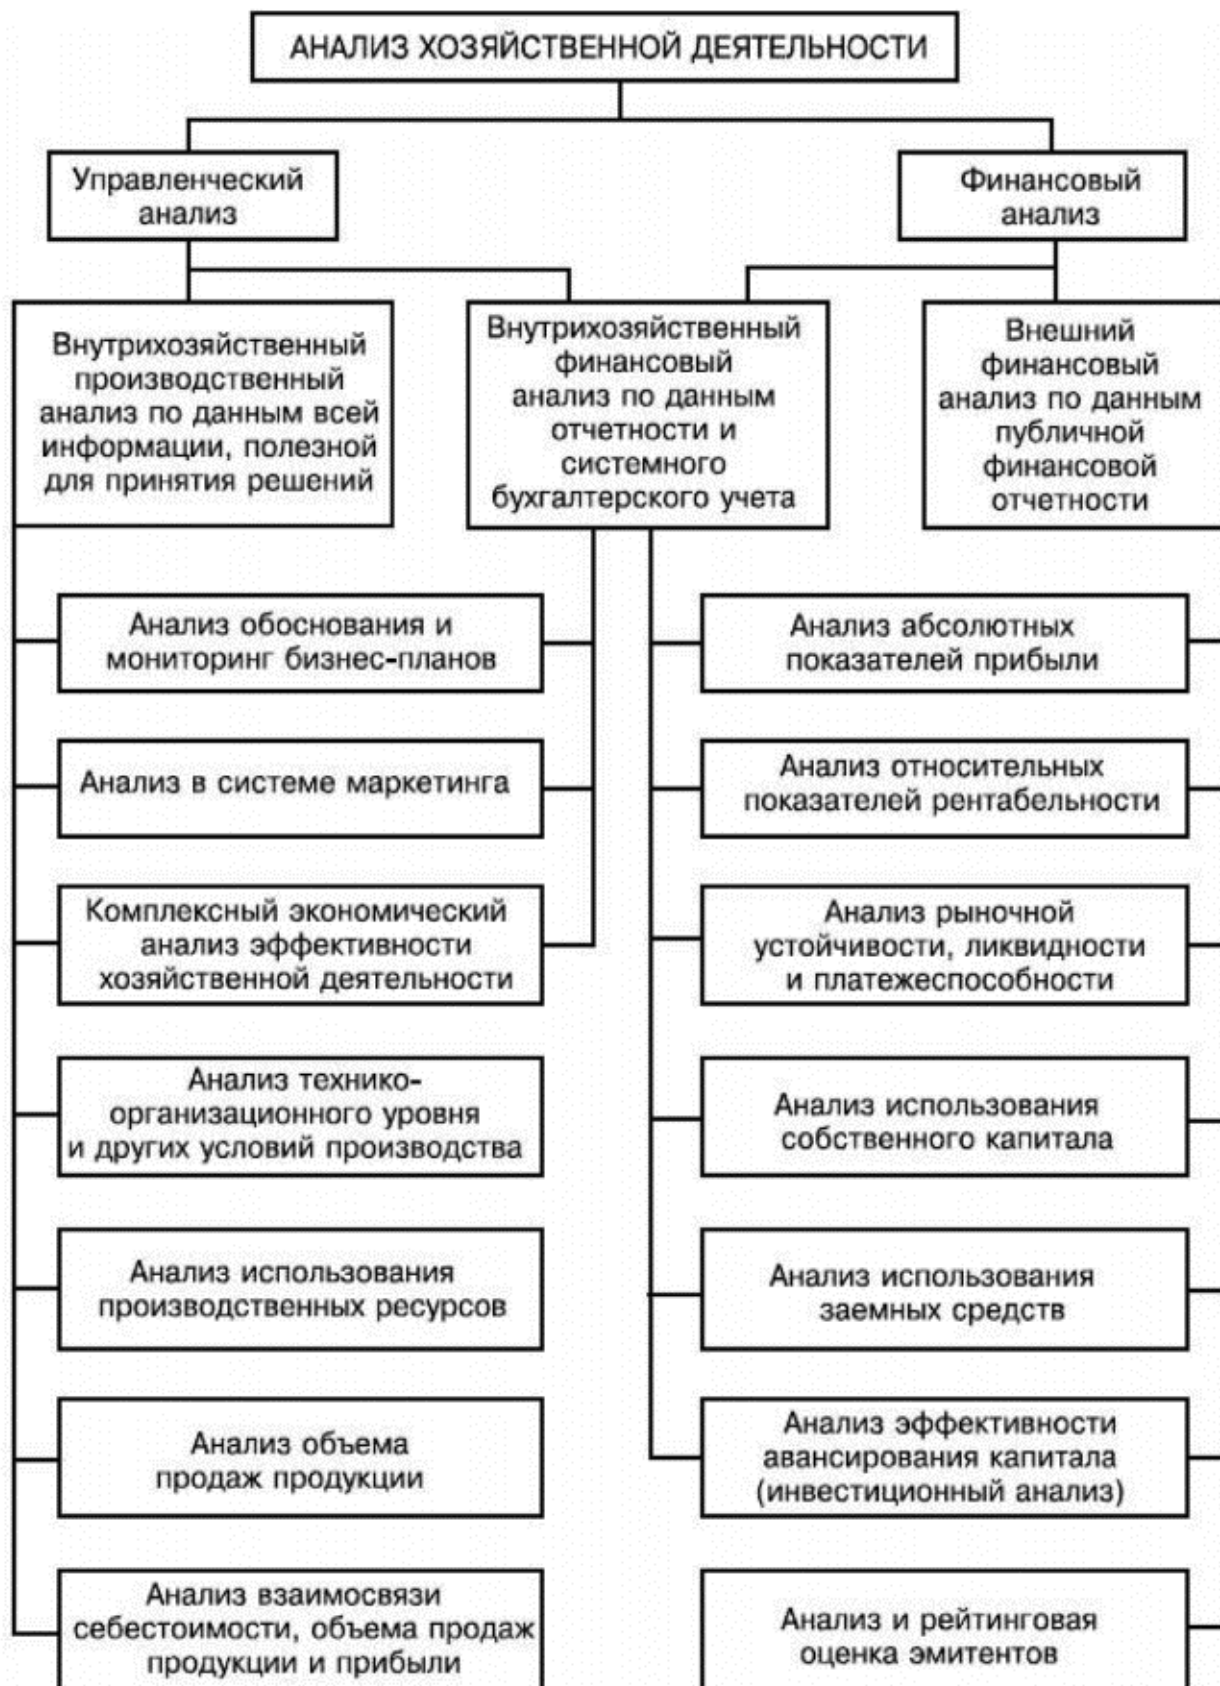 АНАЛИЗ ХОЗЯЙСТВЕННОЙ ДЕЯТЕЛЬНОСТИ
Управленческий
анализ
Финансовый
анализ
Внутрихозяйственный
производственный
анализ по данным всей
информации, полезной
для принятия решений
Внутрихозяйственный
финансовый
анализ по данным
отчетности и
системного
бухгалтерского учета
Внешний
финансовый
анализ по данным
публичной
финансовой
отчетности
Анализ обоснования и
мониторинг бизнес-планов
Анализ абсолютных
показателей прибыли
Анализ в системе маркетинга
Анализ относительных
показателей рентабельности
Комплексный экономический
анализ эффективности
хозяйственной деятельности
Анализ рыночной
устойчивости, ликвидности
и платежеспособности
Анализ технико-
организационного уровня
и других условий производства
Анализ использования
собственного капитала
Анализ использования
производственных ресурсов
Анализ использования
заемных средств
Анализ объема
продаж продукции
Анализ эффективности
авансирования капитала
(инвестиционный анализ)
Анализ взаимосвязи
себестоимости, объема продаж
продукции и прибыли
Анализ и рейтинговая
оценка эмитентов